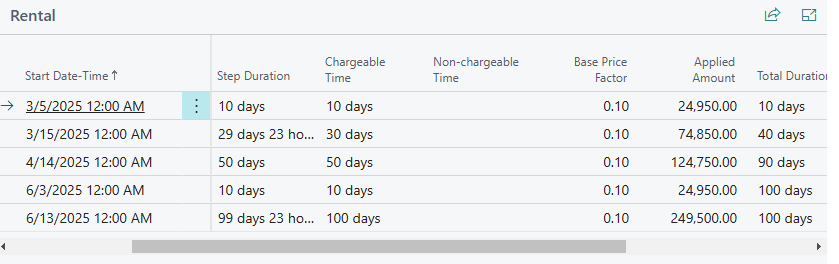 Rental
Start Date-Time ↑ Step Duration Chargeable Time Non-chargeable Time Base Price Factor Applied Amount Total Duration
3/5/2025 12:00 AM 10 days 10 days 0.10 24,950.00 10 days
3/15/2025 12:00 AM 29 days 23 ho... 30 days 0.10 74,850.00 40 days
4/14/2025 12:00 AM 50 days 50 days 0.10 124,750.00 90 days
6/3/2025 12:00 AM 10 days 10 days 0.10 24,950.00 100 days
6/13/2025 12:00 AM 99 days 23 ho... 100 days 0.10 249,500.00 100 days